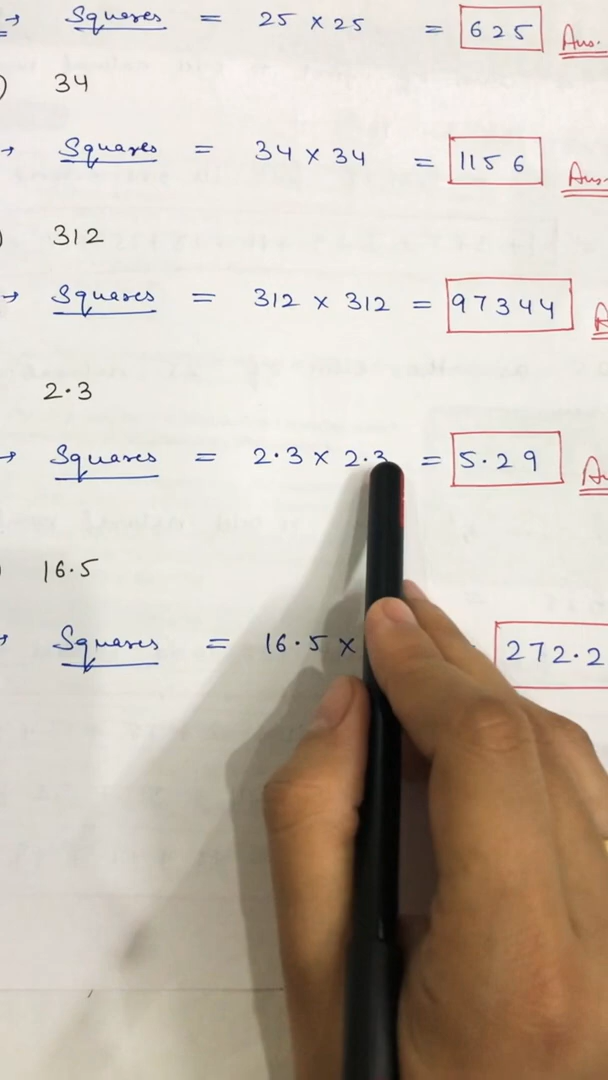 → Squares = 25 × 25 = 625 Ans.
) 34
→ Squares = 34 × 34 = 1156 Ans
) 312
→ Squares = 312 × 312 = 97344
2.3
→ Squares = 2.3 × 2.3 = 5.29
16.5
→ Squares = 16.5 × 272.2